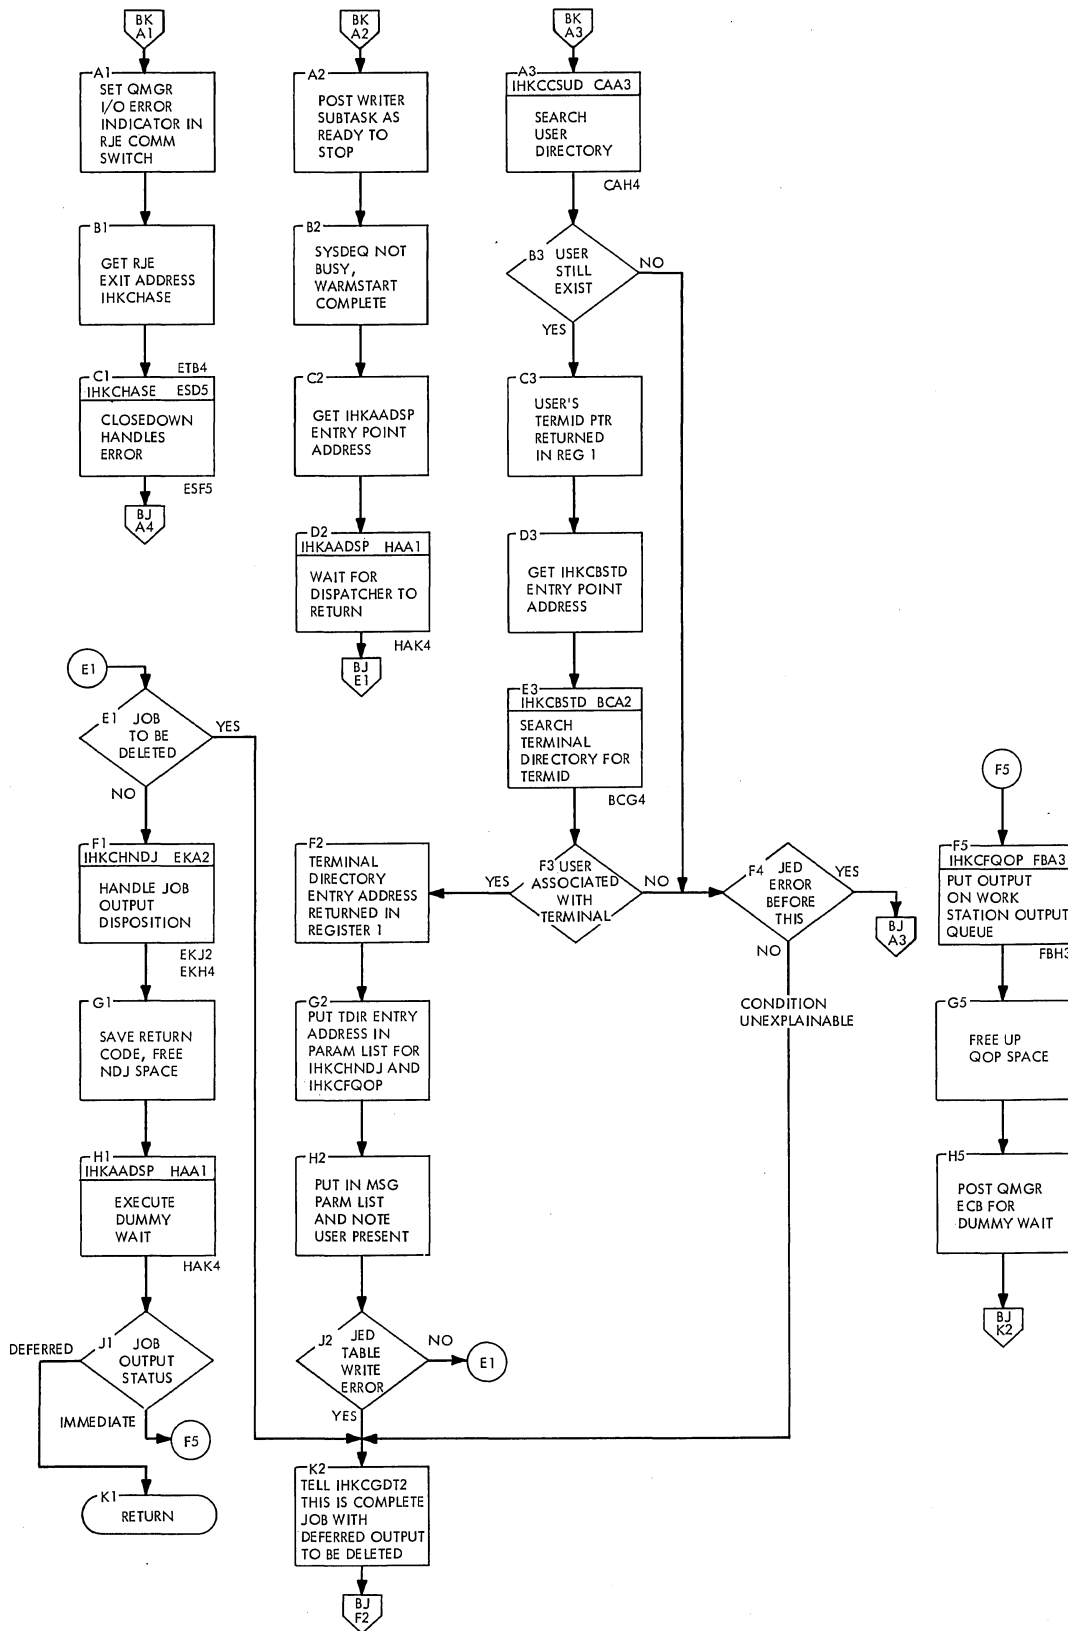 BK
A1
A1
SET QMGR
I/O ERROR
INDICATOR IN
RJE COMM
SWITCH
B1
GET RJE
EXIT ADDRESS
IHKCHASE
ETB4
C1
IHKCHASE ESD5
CLOSEDOWN
HANDLES
ERROR
ESF5
BJ
A4
BK
A2
A2
POST WRITER
SUBTASK AS
READY TO
STOP
B2
SYSDEQ NOT
BUSY,
WARMSTART
COMPLETE
C2
GET IHKAADSP
ENTRY POINT
ADDRESS
D2
IHKAADSP HAA1
WAIT FOR
DISPATCHER TO
RETURN
HAK4
BJ
E1
BK
A3
A3
IHKCCSUD CAA3
SEARCH
USER
DIRECTORY
CAH4
B3
USER
STILL
EXIST
NO
YES
C3
USER'S
TERMID PTR
RETURNED
IN REG 1
D3
GET IHKCBSTD
ENTRY POINT
ADDRESS
E3
IHKCBSTD BCA2
SEARCH
TERMINAL
DIRECTORY FOR
TERMID
BCG4
F3 USER
ASSOCIATED
WITH
TERMINAL
YES
NO
F4
JED
ERROR
BEFORE
THIS
YES
BJ
A3
NO
CONDITION
UNEXPLAINABLE
E1
E1
JOB
TO BE
DELETED
YES
NO
F1
IHKCHNDJ EKA2
HANDLE JOB
OUTPUT
DISPOSITION
EKJ2
EKH4
G1
SAVE RETURN
CODE, FREE
NDJ SPACE
H1
IHKAADSP HAA1
EXECUTE
DUMMY
WAIT
HAK4
J1
JOB
OUTPUT
STATUS
DEFERRED
IMMEDIATE
F5
K1
RETURN
F2
TERMINAL
DIRECTORY
ENTRY ADDRESS
RETURNED IN
REGISTER 1
G2
PUT TDIR ENTRY
ADDRESS IN
PARAM LIST FOR
IHKCHNDJ AND
IHKCFQOP
H2
PUT IN MSG
PARM LIST
AND NOTE
USER PRESENT
J2
JED
TABLE
WRITE
ERROR
NO
E1
YES
K2
TELL IHKCGDT2
THIS IS COMPLETE
JOB WITH
DEFERRED OUTPUT
TO BE DELETED
BJ
F2
F5
F5
IHKCFQOP FBA3
PUT OUTPUT
ON WORK
STATION OUTPUT
QUEUE
FBH3
G5
FREE UP
QOP SPACE
H5
POST QMGR
ECB FOR
DUMMY WAIT
BJ
K2